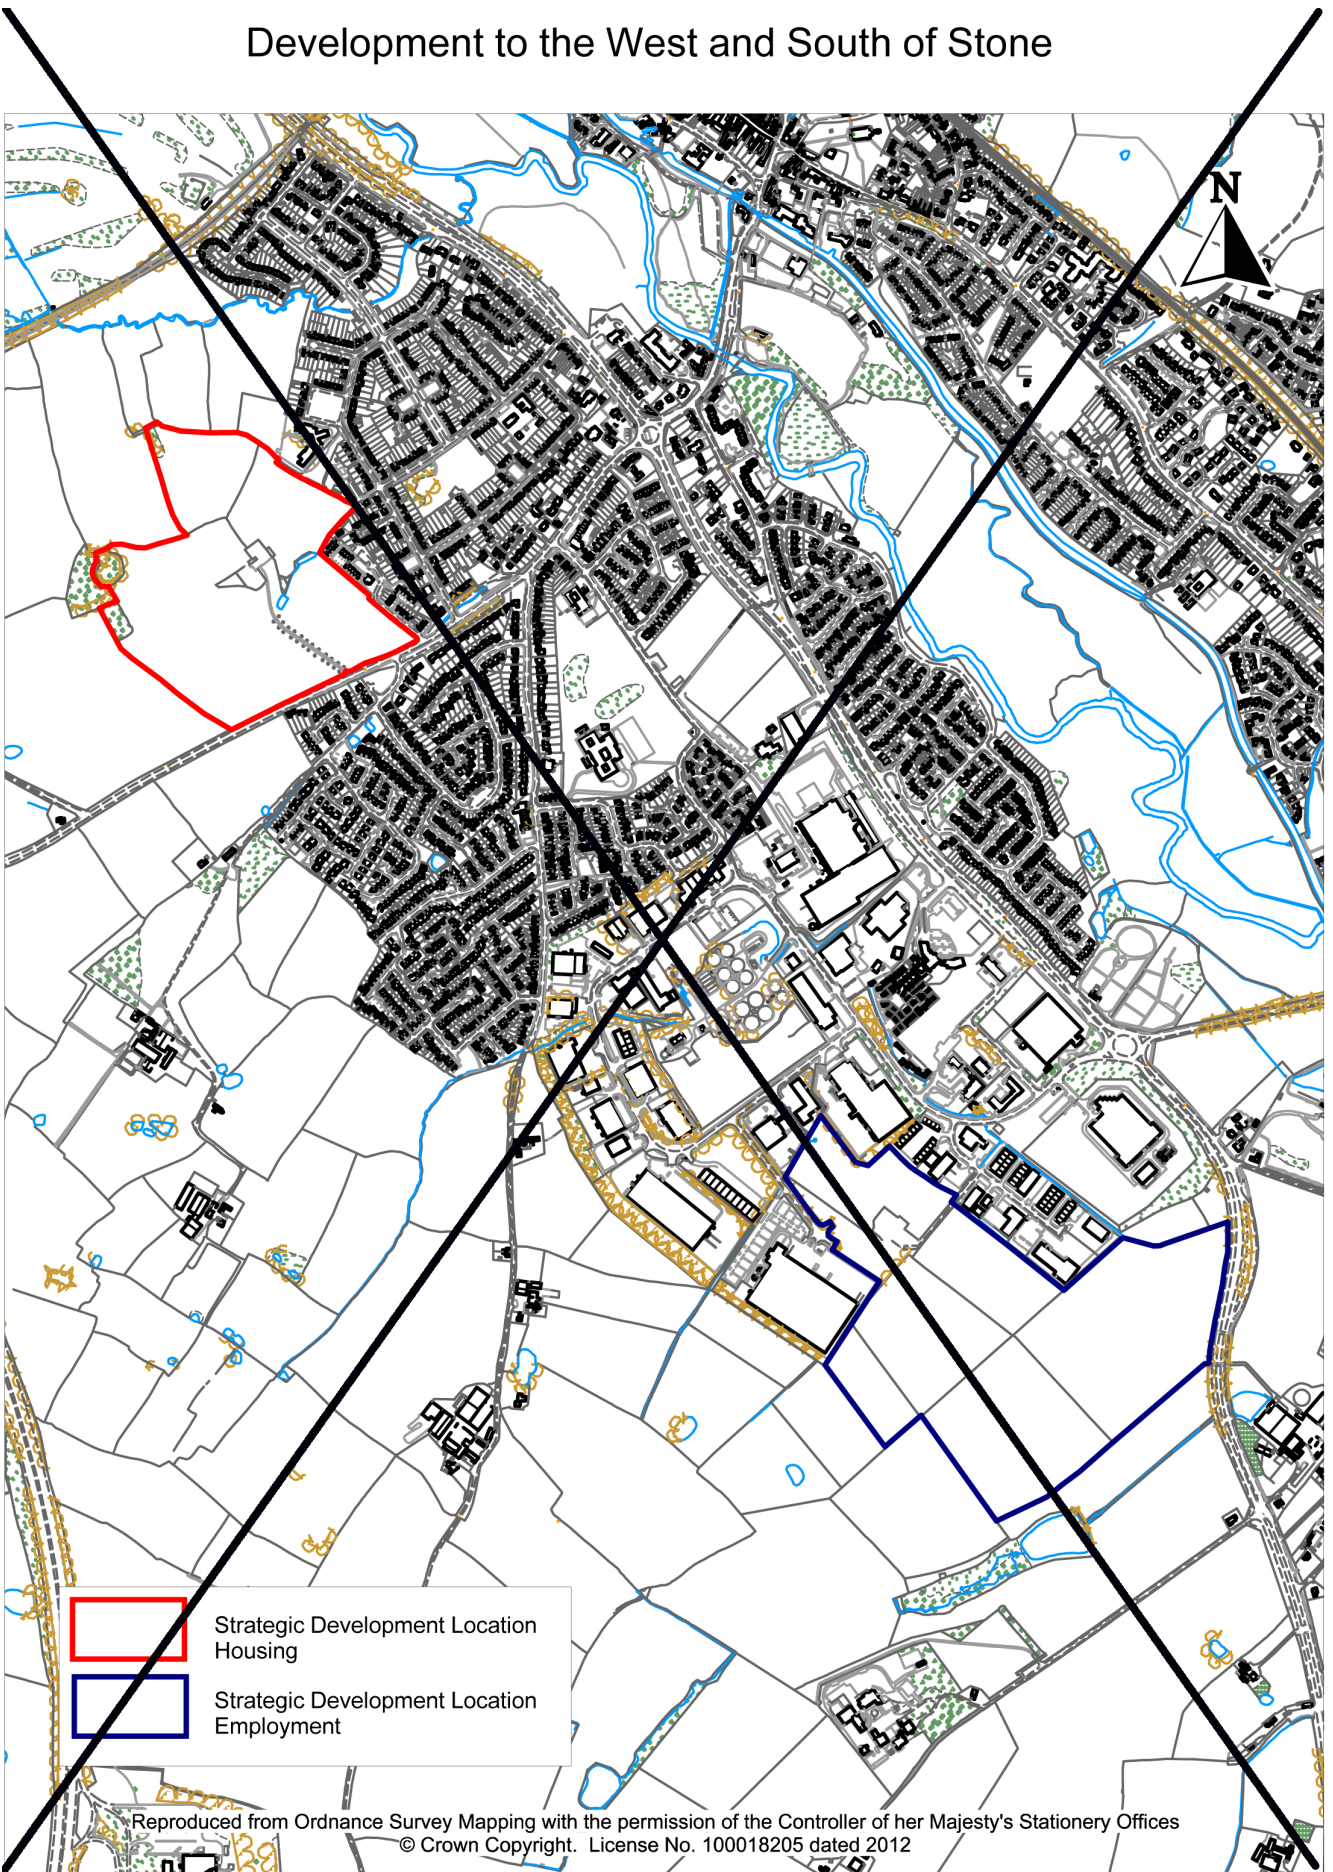 Development to the West and South of Stone
N
Strategic Development Location
Housing
Strategic Development Location
Employment
Reproduced from Ordnance Survey Mapping with the permission of the Controller of her Majesty's Stationery Offices
© Crown Copyright.  License No. 100018205 dated 2012